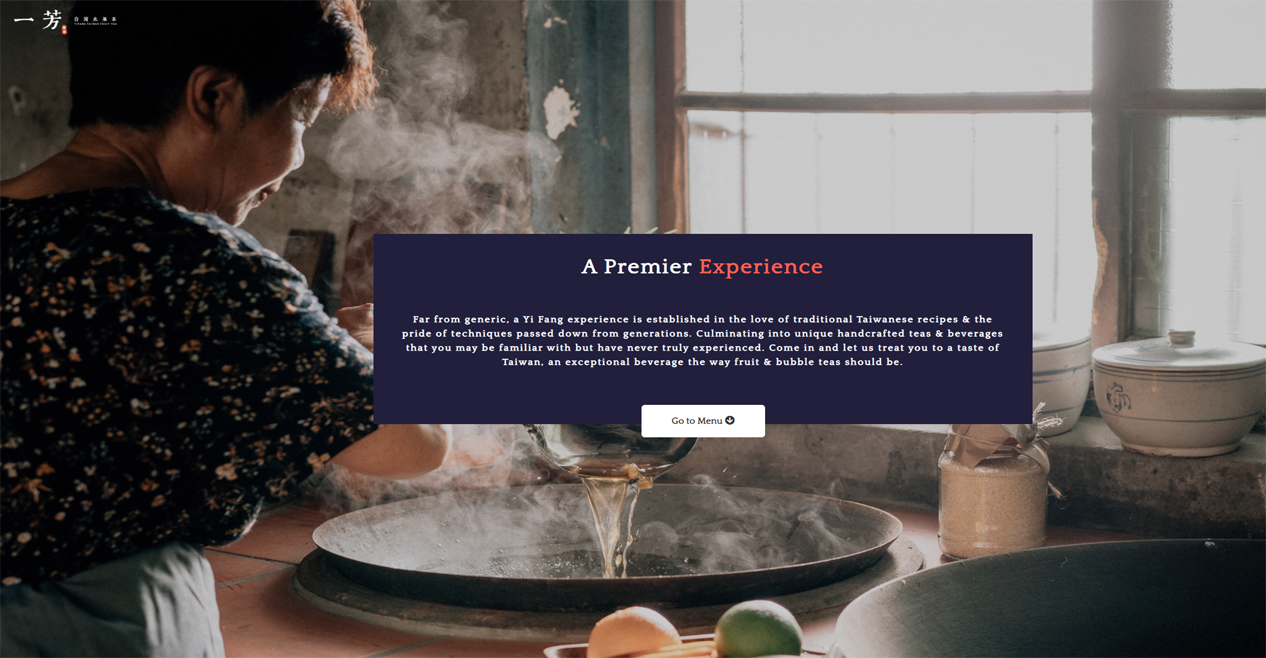 一芳 台灣水果茶
YIFANG TAIWAN FRUIT TEA
A Premier Experience
Far from generic, a Yi Fang experience is established in the love of traditional Taiwanese recipes & the
pride of techniques passed down from generations. Culminating into unique handcrafted teas & beverages
that you may be familiar with but have never truly experienced. Come in and let us treat you to a taste of
Taiwan, an exceptional beverage the way fruit & bubble teas should be.
Go to Menu